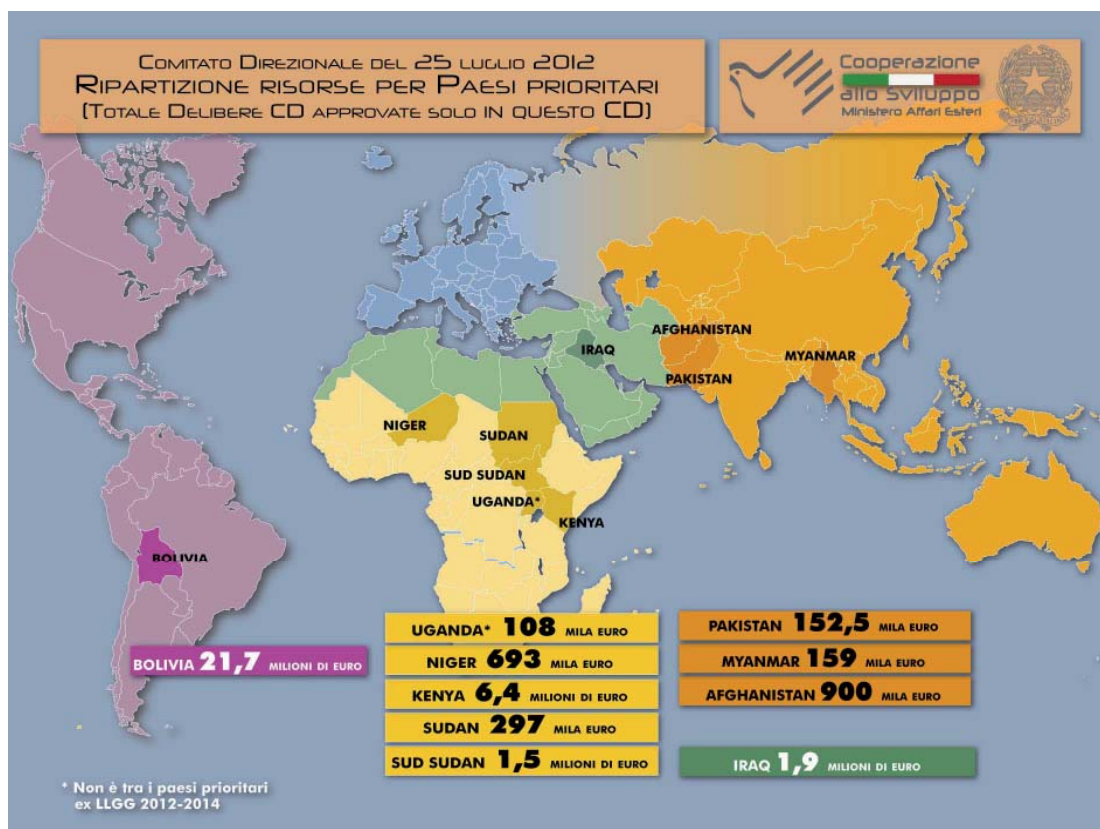 COMITATO DIREZIONALE DEL 25 LUGLIO 2012
RIPARTIZIONE RISORSE PER PAESI PRIORITARI
(TOTALE DELIBERE CD APPROVATE SOLO IN QUESTO CD)
Cooperazione
allo Sviluppo
Ministero Affari Esteri
AFGHANISTAN
IRAQ
MYANMAR
PAKISTAN
NIGER
SUDAN
SUD SUDAN
UGANDA*
KENYA
BOLIVIA
BOLIVIA 21,7 MILIONI DI EURO
UGANDA* 108 MILA EURO
NIGER 693 MILA EURO
KENYA 6,4 MILIONI DI EURO
SUDAN 297 MILA EURO
SUD SUDAN 1,5 MILIONI DI EURO
PAKISTAN 152,5 MILA EURO
MYANMAR 159 MILA EURO
AFGHANISTAN 900 MILA EURO
IRAQ 1,9 MILIONI DI EURO
* Non è tra i paesi prioritari
ex LLGG 2012-2014